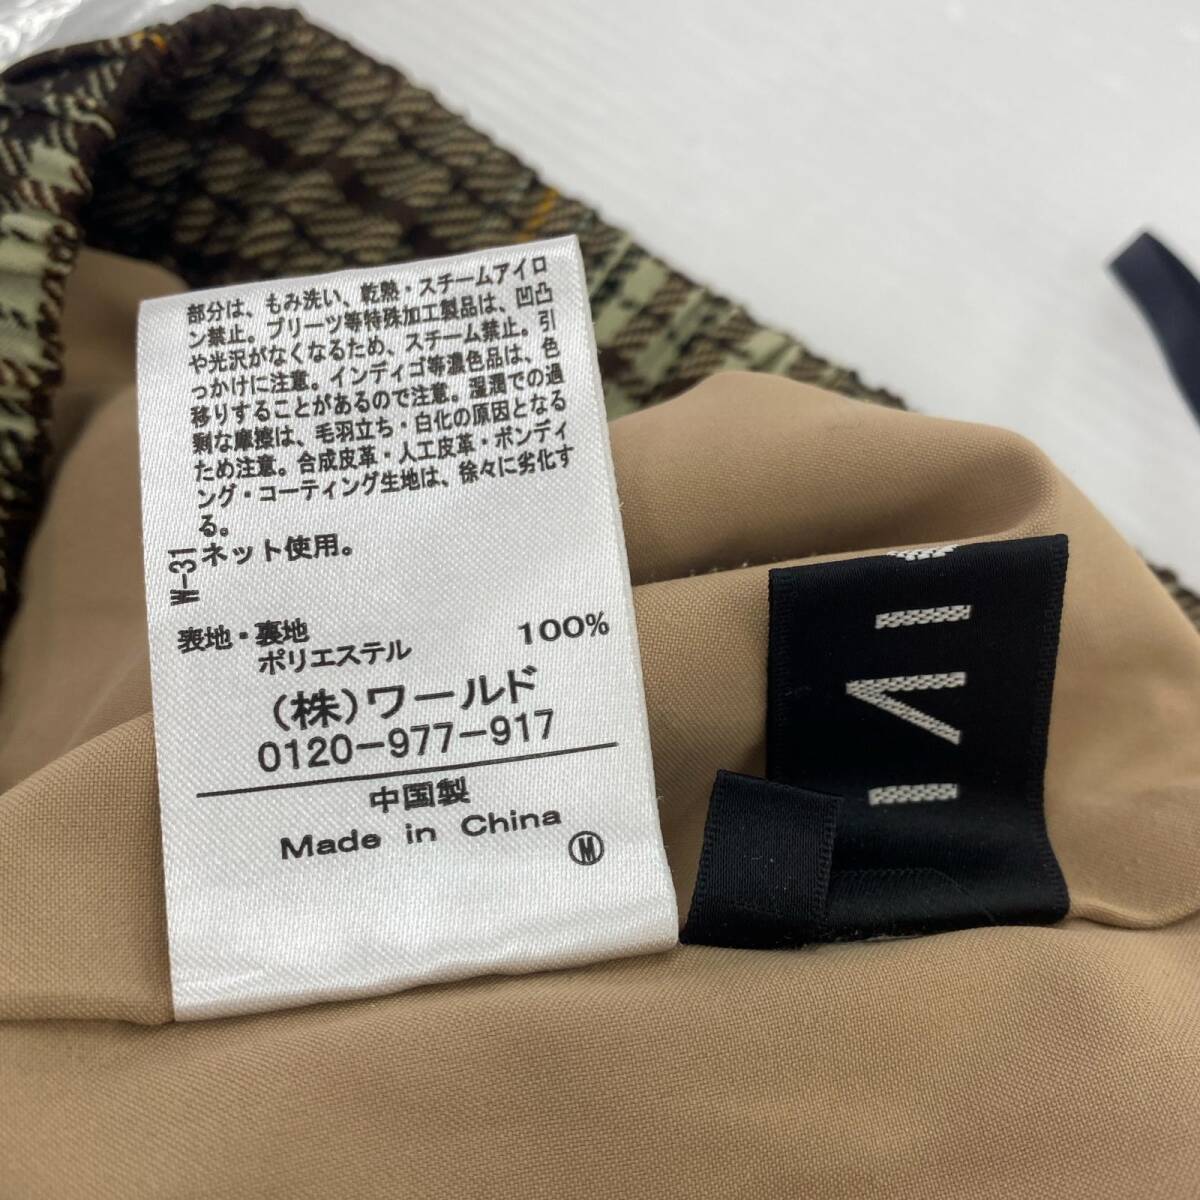 部分は、もみ洗い、乾熱・スチームアイロ
ン禁止。プリーツ等特殊加工製品は、凹凸
や光沢がなくなるため、スチーム禁止。引
っかけに注意。インディゴ等濃色品は、色
移りすることがあるので注意。湿潤での過
剰な摩擦は、毛羽立ち・白化の原因となる
ため注意。合成皮革・人工皮革・ボンディ
ング・コーティング生地は、徐々に劣化す
る。
ネット使用。
W-31
表地・裏地
ポリエステル 100%
(株)ワールド
0120-977-917
中国製
Made in China
M